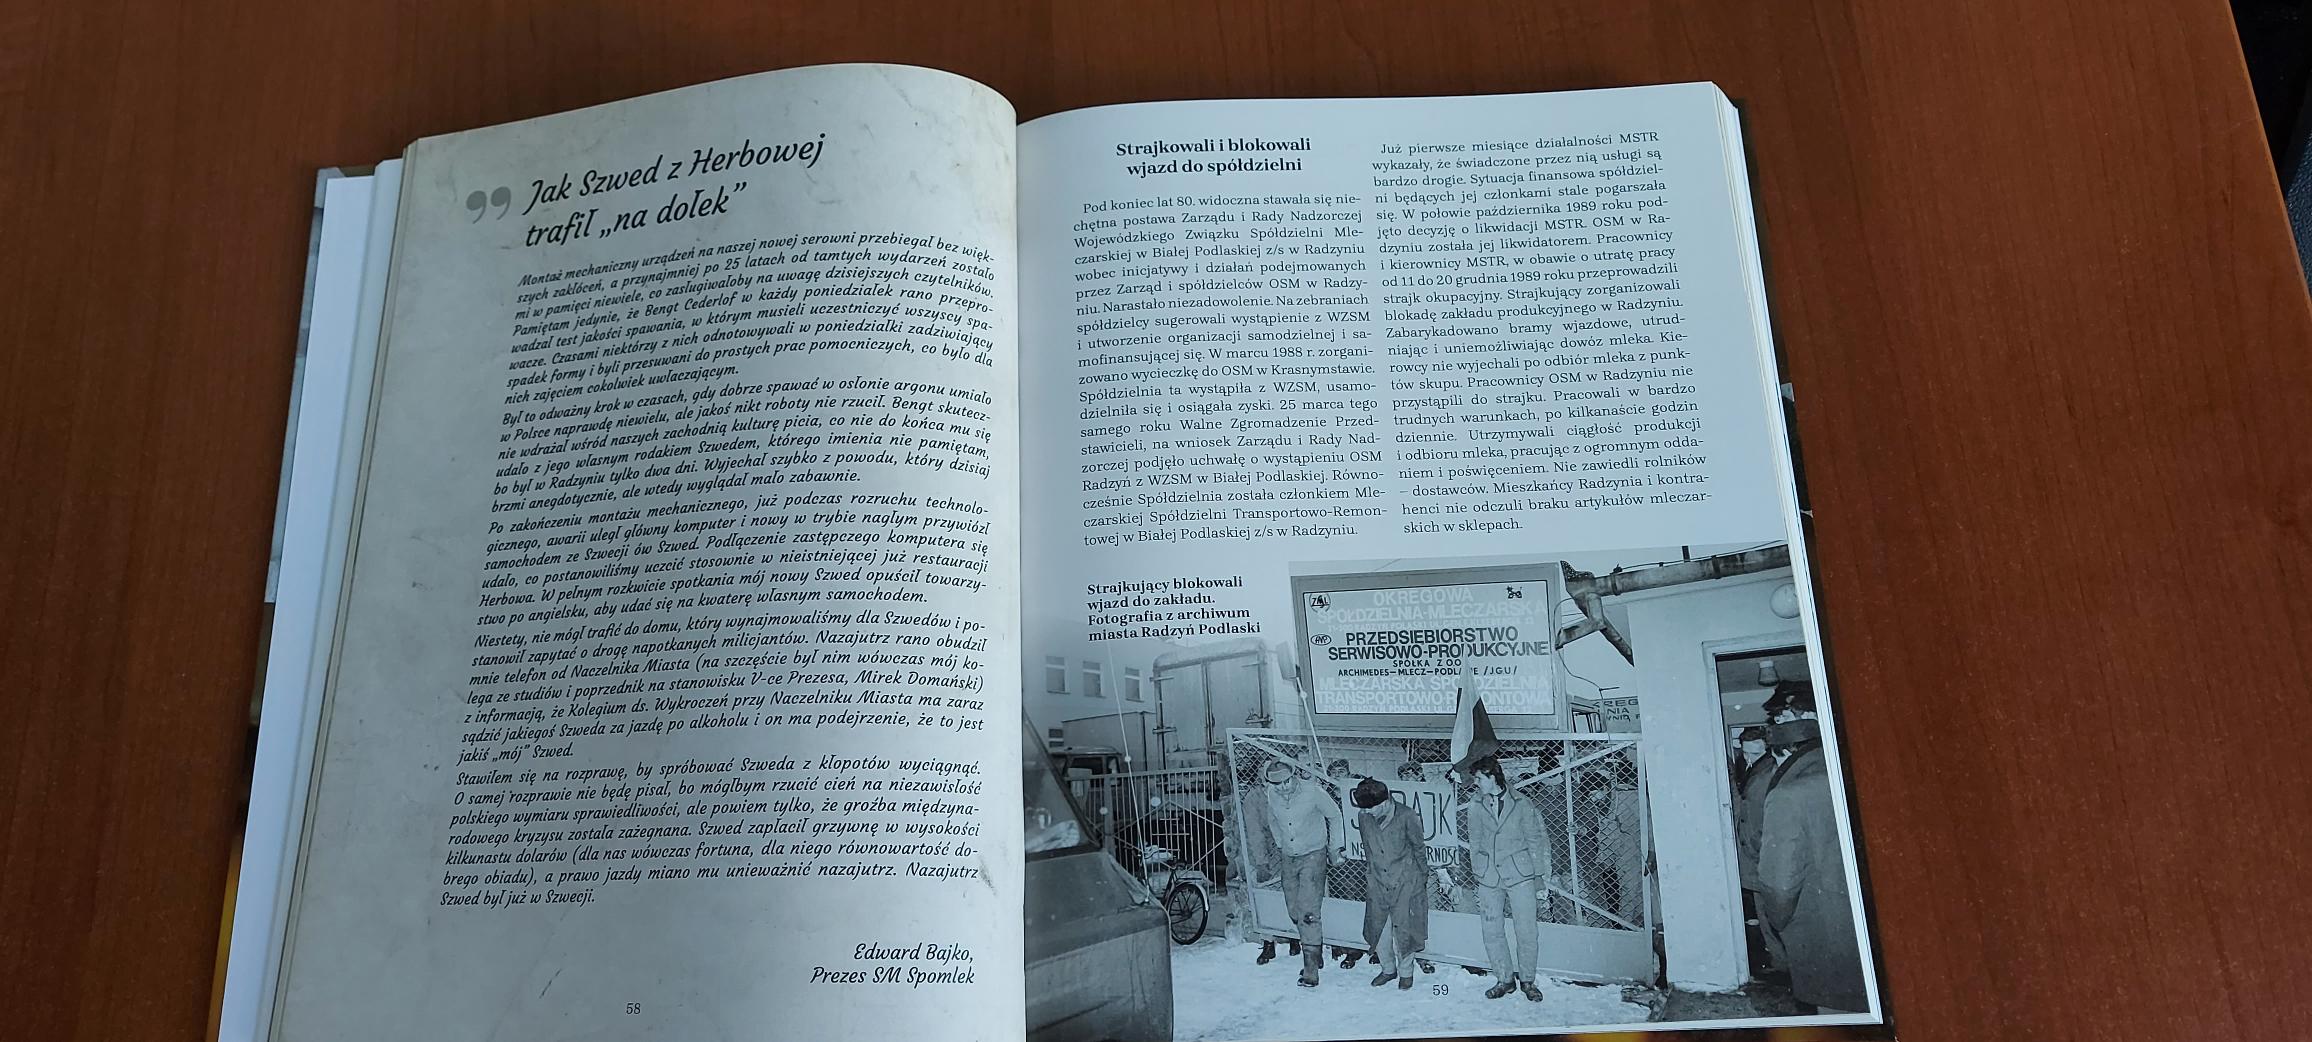 Jak Szwed z Herbowej
trafił „na dołek”
Montaż mechaniczny urządzeń na naszej nowej serowni przebiegał bez więk-
szych zakłóceń, a przynajmniej po 25 latach od tamtych wydarzeń zostało
mi w pamięci niewiele, co zasługiwałoby na uwagę dzisiejszych czytelników.
Pamiętam jedynie, że Bengt Cederlof w każdy poniedziałek rano przepro-
wadzał test jakości spawania, w którym musieli uczestniczyć wszyscy spa-
wacze. Czasami niektórzy z nich odnotowywali w poniedziałki zadziwiający
spadek formy i byli przesuwani do prostych prac pomocniczych, co było dla
nich zajęciem cokolwiek uwłaczającym.
Był to odważny krok w czasach, gdy dobrze spawać w osłonie argonu umiało
w Polsce naprawdę niewielu, ale jakoś nikt roboty nie rzucił. Bengt skutecz-
nie wdrażał wśród naszych zachodnią kulturę picia, co nie do końca mu się
udało z jego własnym rodakiem Szwedem, którego imienia nie pamiętam,
bo był w Radzyniu tylko dwa dni. Wyjechał szybko z powodu, który dzisiaj
brzmi anegdotycznie, ale wtedy wyglądał mało zabawnie.
Po zakończeniu montażu mechanicznego, już podczas rozruchu technolo-
gicznego, awarii uległ główny komputer i nowy w trybie nagłym przywiózł
samochodem ze Szwecji ów Szwed. Podłączenie zastępczego komputera się
udało, co postanowiliśmy uczcić stosownie w nieistniejącej już restauracji
Herbowa. W pełnym rozkwicie spotkania mój nowy Szwed opuścił towarzy-
stwo po angielsku, aby udać się na kwaterę własnym samochodem.
Niestety, nie mógł trafić do domu, który wynajmowaliśmy dla Szwedów i po-
stanowił zapytać o drogę napotkanych milicjantów. Nazajutrz rano obudził
mnie telefon od Naczelnika Miasta (na szczęście był nim wówczas mój ko-
lega ze studiów i poprzednik na stanowisku V-ce Prezesa, Mirek Domański)
z informacją, że Kolegium ds. Wykroczeń przy Naczelniku Miasta ma zaraz
sądzić jakiegoś Szweda za jazdę po alkoholu i on ma podejrzenie, że to jest
jakiś „mój” Szwed.
Stawiłem się na rozprawę, by spróbować Szweda z kłopotów wyciągnąć.
O samej rozprawie nie będę pisał, bo mógłbym rzucić cień na niezawisłość
polskiego wymiaru sprawiedliwości, ale powiem tylko, że groźba międzyna-
rodowego kryzysu została zażegnana. Szwed zapłacił grzywnę w wysokości
kilkunastu dolarów (dla nas wówczas fortuna, dla niego równowartość do-
brego obiadu), a prawo jazdy miano mu unieważnić nazajutrz. Nazajutrz
Szwed był już w Szwecji.
Edward Bajko,
Prezes SM Spomlek
58
Strajkowali i blokowali
wjazd do spółdzielni
Pod koniec lat 80. widoczna stawała się nie-
chętna postawa Zarządu i Rady Nadzorczej
Wojewódzkiego Związku Spółdzielni Mle-
czarskiej w Białej Podlaskiej z/s w Radzyniu
wobec inicjatywy i działań podejmowanych
przez Zarząd i spółdzielców OSM w Radzy-
niu. Narastało niezadowolenie. Na zebraniach
spółdzielcy sugerowali wystąpienie z WZSM
i utworzenie organizacji samodzielnej i sa-
mofinansującej się. W marcu 1988 r. zorgani-
zowano wycieczkę do OSM w Krasnymstawie.
Spółdzielnia ta wystąpiła z WZSM, usamo-
dzielniła się i osiągała zyski. 25 marca tego
samego roku Walne Zgromadzenie Przed-
stawicieli, na wniosek Zarządu i Rady Nad-
zorczej podjęło uchwałę o wystąpieniu OSM
Radzyń z WZSM w Białej Podlaskiej. Równo-
cześnie Spółdzielnia została członkiem Mle-
czarskiej Spółdzielni Transportowo-Remon-
towej w Białej Podlaskiej z/s w Radzyniu.
Już pierwsze miesiące działalności MSTR
wykazały, że świadczone przez nią usługi są
bardzo drogie. Sytuacja finansowa spółdziel-
ni będących jej członkami stale pogarszała
się. W połowie października 1989 roku pod-
jęto decyzję o likwidacji MSTR. OSM w Ra-
dzyniu została jej likwidatorem. Pracownicy
i kierownicy MSTR, w obawie o utratę pracy
od 11 do 20 grudnia 1989 roku przeprowadzili
strajk okupacyjny. Strajkujący zorganizowali
blokadę zakładu produkcyjnego w Radzyniu.
Zabarykadowano bramy wjazdowe, utrud-
niając i uniemożliwiając dowóz mleka. Kie-
rowcy nie wyjechali po odbiór mleka z punk-
tów skupu. Pracownicy OSM w Radzyniu nie
przystąpili do strajku. Pracowali w bardzo
trudnych warunkach, po kilkanaście godzin
dziennie. Utrzymywali ciągłość produkcji
i odbioru mleka, pracując z ogromnym odda-
niem i poświęceniem. Nie zawiedli rolników
– dostawców. Mieszkańcy Radzynia i kontra-
henci nie odczuli braku artykułów mleczar-
skich w sklepach.
Strajkujący blokowali
wjazd do zakładu.
Fotografia z archiwum
miasta Radzyń Podlaski
OKRĘGOWA
SPÓŁDZIELNIA-MLECZARSKA
PRZEDSIĘBIORSTWO
SERWISOWO-PRODUKCYJNE
SPÓŁKA Z O.O
ARCHIMEDES-MLECZ-PODL /JGU/
MLECZARSKA SPÓŁDZIELNIA
TRANSPORTOWO-REMONTOWA
59